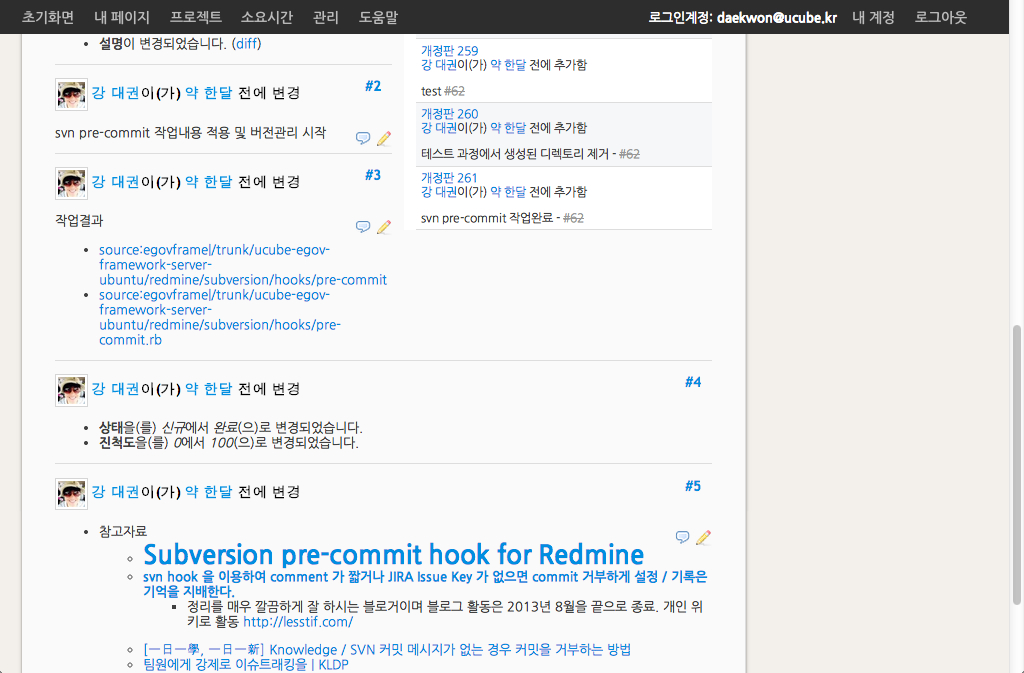 초기화면 내 페이지 프로젝트 소요시간 관리 도움말 로그인계정: daekwon@ucube.kr 내 계정 로그아웃
설명이 변경되었습니다. (diff)
강 대권이(가) 약 한달 전에 변경 #2
svn pre-commit 작업내용 적용 및 버전관리 시작
강 대권이(가) 약 한달 전에 변경 #3
작업결과
source:egovframe|/trunk/ucube-egov-
framework-server-
ubuntu/redmine/subversion/hooks/pre-commit
source:egovframe|/trunk/ucube-egov-
framework-server-
ubuntu/redmine/subversion/hooks/pre-
commit.rb
개정판 259
강 대권이(가) 약 한달 전에 추가함
test #62
개정판 260
강 대권이(가) 약 한달 전에 추가함
테스트 과정에서 생성된 디렉토리 제거 - #62
개정판 261
강 대권이(가) 약 한달 전에 추가함
svn pre-commit 작업완료 - #62
강 대권이(가) 약 한달 전에 변경 #4
상태을(를) 신규에서 완료(으)로 변경되었습니다.
진척도을(를) 0에서 100(으)로 변경되었습니다.
강 대권이(가) 약 한달 전에 변경 #5
참고자료
Subversion pre-commit hook for Redmine
svn hook 을 이용하여 comment 가 짧거나 JIRA Issue Key 가 없으면 commit 거부하게 설정 / 기록은
기억을 지배한다.
정리를 매우 깔끔하게 잘 하시는 블로거이며 블로그 활동은 2013년 8월을 끝으로 종료. 개인 위
키로 활동 http://lesstif.com/
[一日一學, 一日一新] Knowledge / SVN 커밋 메시지가 없는 경우 커밋을 거부하는 방법
팀원에게 강제로 이슈트래킹을 | KLDP